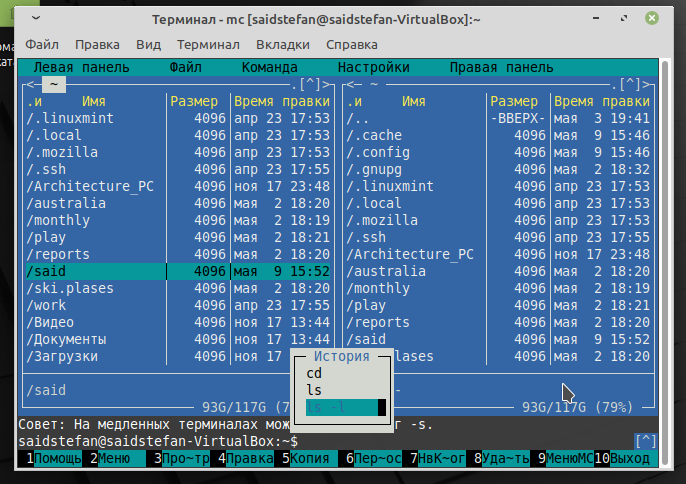 Терминал - mc [saidstefan@saidstefan-VirtualBox]:~
Файл Правка Вид Терминал Вкладки Справка
Левая панель Файл Команда Настройки Правая панель
<— ~ .[^]> <— ~ .[^]>
.и Имя Размер Время правки .и Имя Размер Время правки
/.linuxmint 4096 апр 23 17:53 /.. -ВВЕРХ- мая 3 19:41
/.local 4096 апр 23 17:53 /.cache 4096 мая 9 15:46
/.mozilla 4096 апр 23 17:53 /.config 4096 мая 9 15:46
/.ssh 4096 апр 23 17:55 /.gnupg 4096 мая 2 18:32
/Architecture_PC 4096 ноя 17 23:48 /.linuxmint 4096 апр 23 17:53
/australia 4096 мая 2 18:20 /.local 4096 апр 23 17:53
/monthly 4096 мая 2 18:19 /.mozilla 4096 апр 23 17:53
/play 4096 мая 2 18:21 /.ssh 4096 апр 23 17:55
/reports 4096 мая 2 18:20 /Architecture_PC 4096 ноя 17 23:48
/said 4096 мая 9 15:52 /australia 4096 мая 2 18:20
/ski.plases 4096 мая 2 18:20 /monthly 4096 мая 2 18:19
/work 4096 апр 23 17:55 /play 4096 мая 2 18:21
/Видео 4096 ноя 17 13:44 /reports 4096 мая 2 18:20
/Документы 4096 ноя 17 13:44 /said 4096 мая 9 15:52
/Загрузки 4096 ноя 17 lases 4096 мая 2 18:20
История
cd
ls
ls -l
/said -
93G/117G (7 93G/117G (79%)
Совет: На медленных терминалах мож г -s.
saidstefan@saidstefan-VirtualBox:~$ [^]
1Помощь 2Меню 3Про~тр 4Правка 5Копия 6Пер~ос 7НвК~ог 8Уда~ть 9МенюMC 10Выход